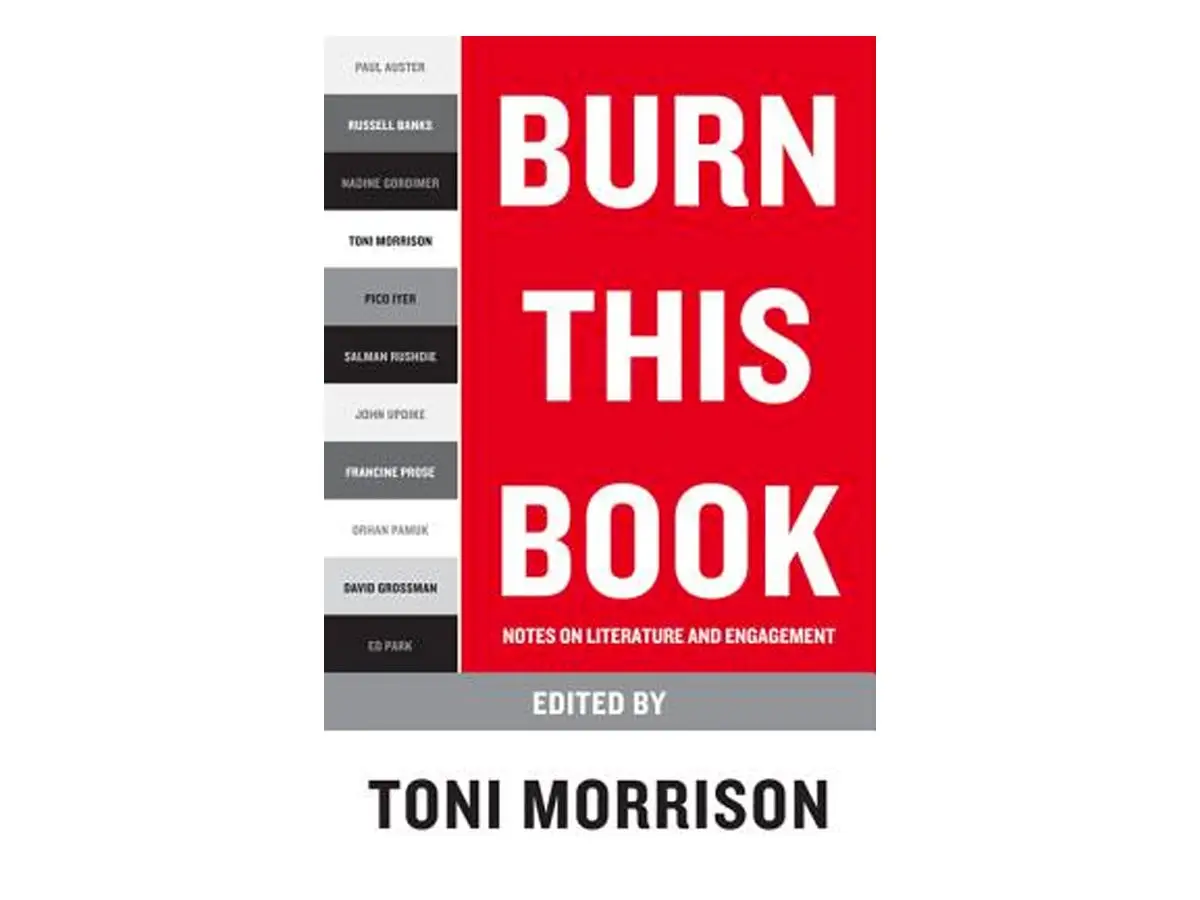 PAUL AUSTER
RUSSELL BANKS
NADINE GORDIMER
TONI MORRISON
PICO IYER
SALMAN RUSHDIE
JOHN UPDIKE
FRANCINE PROSE
ORHAN PAMUK
DAVID GROSSMAN
ED PARK
BURN
THIS
BOOK
NOTES ON LITERATURE AND ENGAGEMENT
EDITED BY
TONI MORRISON